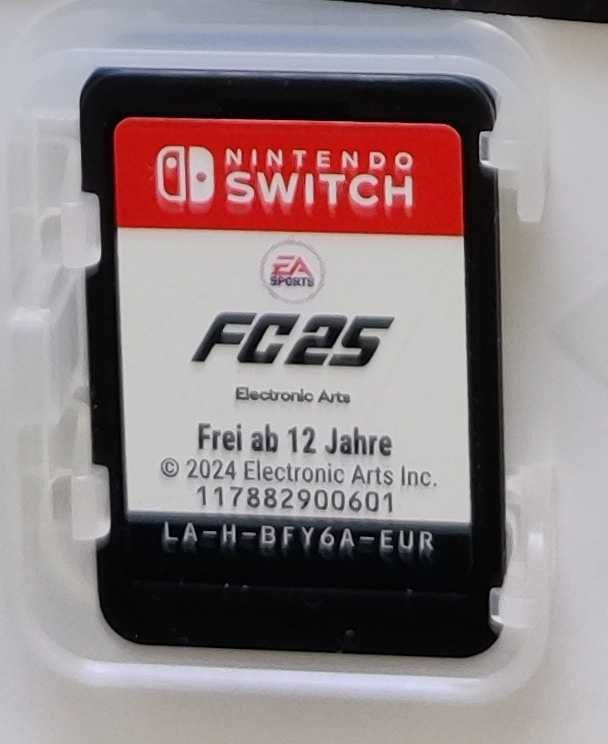 NINTENDO
SWITCH
EA
SPORTS
FC25
Electronic Arts
Frei ab 12 Jahre
© 2024 Electronic Arts Inc.
117882900601
LA-H-BFY6A-EUR